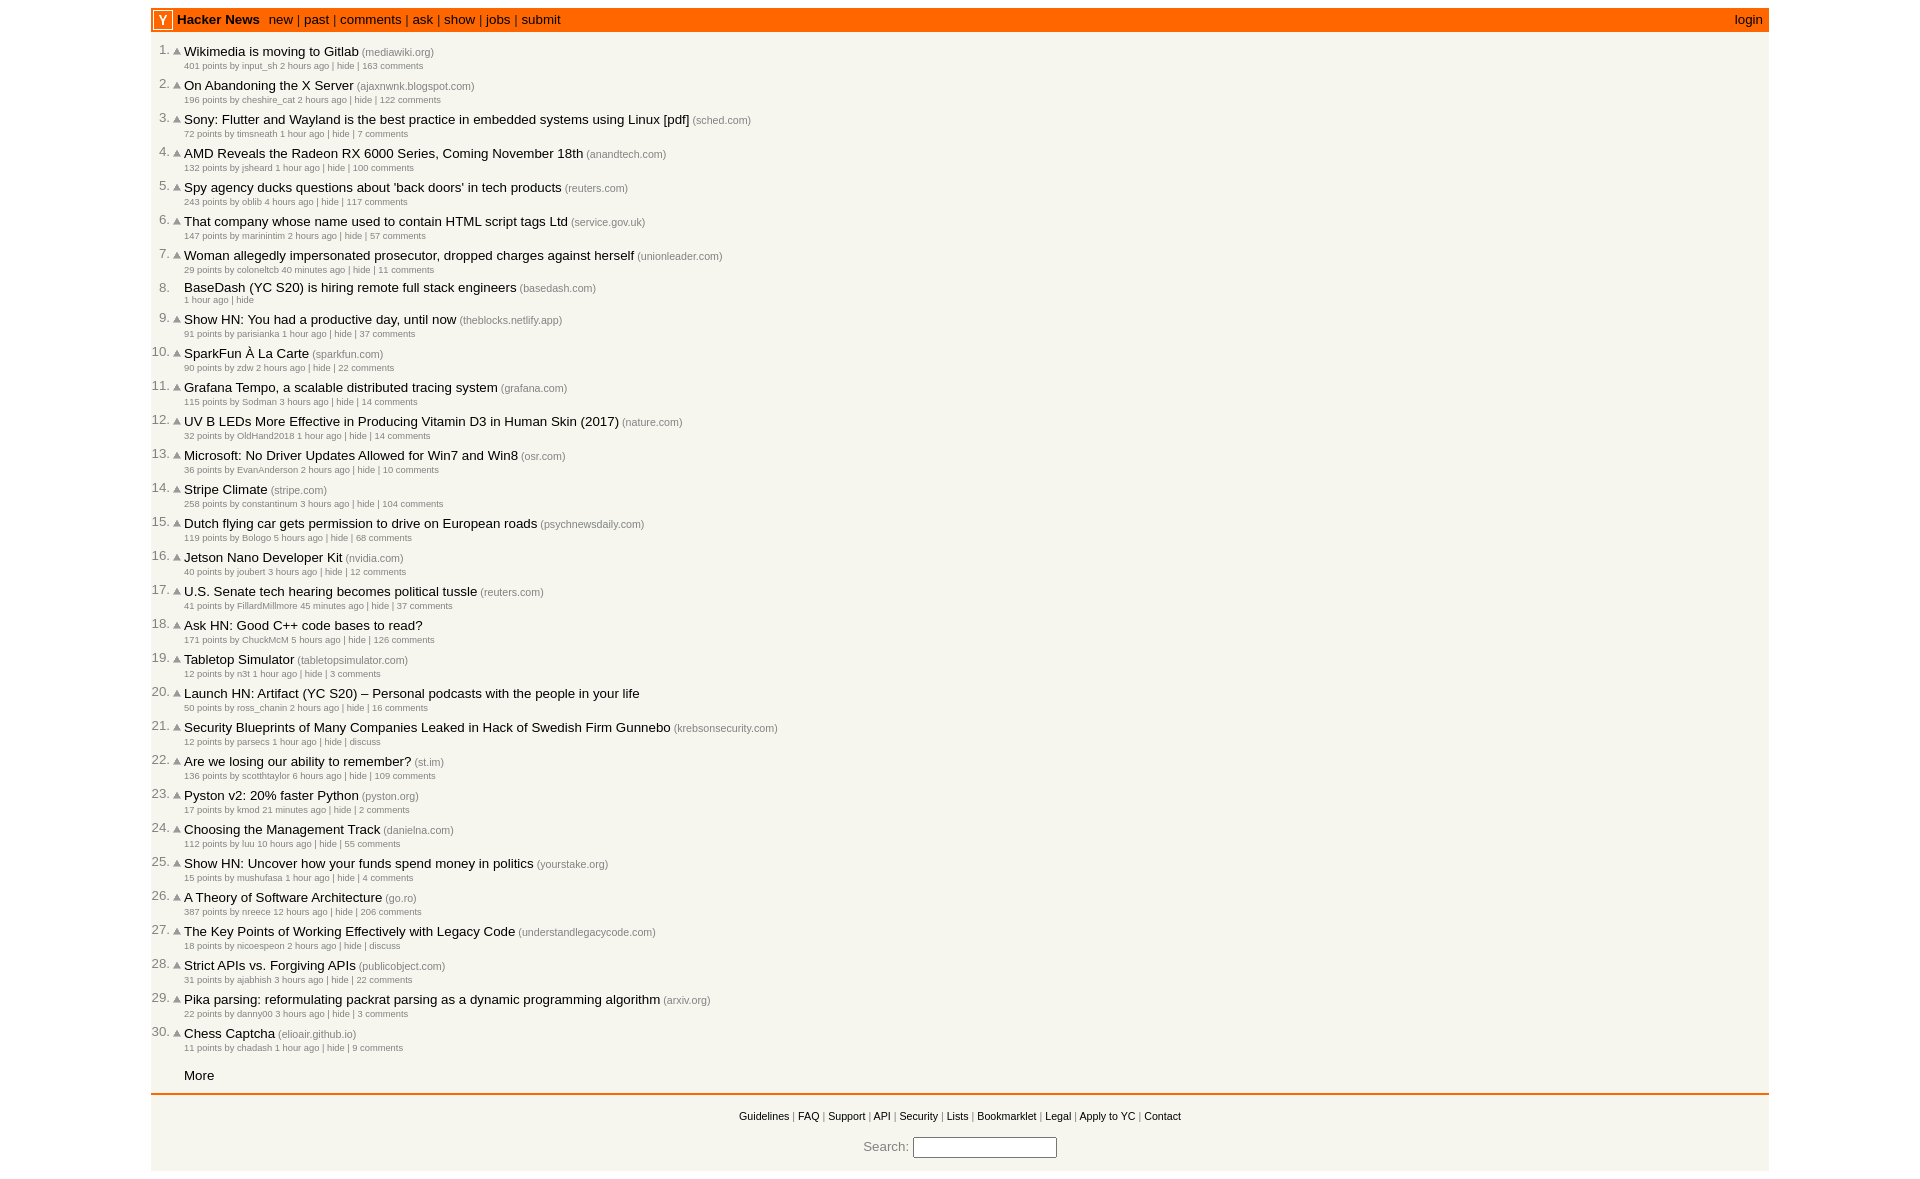 Y Hacker News new | past | comments | ask | show | jobs | submit login
1. Wikimedia is moving to Gitlab (mediawiki.org)
401 points by input_sh 2 hours ago | hide | 163 comments
2. On Abandoning the X Server (ajaxnwnk.blogspot.com)
196 points by cheshire_cat 2 hours ago | hide | 122 comments
3. Sony: Flutter and Wayland is the best practice in embedded systems using Linux [pdf] (sched.com)
72 points by timsneath 1 hour ago | hide | 7 comments
4. AMD Reveals the Radeon RX 6000 Series, Coming November 18th (anandtech.com)
132 points by jsheard 1 hour ago | hide | 100 comments
5. Spy agency ducks questions about 'back doors' in tech products (reuters.com)
243 points by oblib 4 hours ago | hide | 117 comments
6. That company whose name used to contain HTML script tags Ltd (service.gov.uk)
147 points by marinintim 2 hours ago | hide | 57 comments
7. Woman allegedly impersonated prosecutor, dropped charges against herself (unionleader.com)
29 points by coloneltcb 40 minutes ago | hide | 11 comments
8. BaseDash (YC S20) is hiring remote full stack engineers (basedash.com)
1 hour ago | hide
9. Show HN: You had a productive day, until now (theblocks.netlify.app)
91 points by parisianka 1 hour ago | hide | 37 comments
10. SparkFun À La Carte (sparkfun.com)
90 points by zdw 2 hours ago | hide | 22 comments
11. Grafana Tempo, a scalable distributed tracing system (grafana.com)
115 points by Sodman 3 hours ago | hide | 14 comments
12. UV B LEDs More Effective in Producing Vitamin D3 in Human Skin (2017) (nature.com)
32 points by OldHand2018 1 hour ago | hide | 14 comments
13. Microsoft: No Driver Updates Allowed for Win7 and Win8 (osr.com)
36 points by EvanAnderson 2 hours ago | hide | 10 comments
14. Stripe Climate (stripe.com)
258 points by constantinum 3 hours ago | hide | 104 comments
15. Dutch flying car gets permission to drive on European roads (psychnewsdaily.com)
119 points by Bologo 5 hours ago | hide | 68 comments
16. Jetson Nano Developer Kit (nvidia.com)
40 points by joubert 3 hours ago | hide | 12 comments
17. U.S. Senate tech hearing becomes political tussle (reuters.com)
41 points by FillardMillmore 45 minutes ago | hide | 37 comments
18. Ask HN: Good C++ code bases to read?
171 points by ChuckMcM 5 hours ago | hide | 126 comments
19. Tabletop Simulator (tabletopsimulator.com)
12 points by n3t 1 hour ago | hide | 3 comments
20. Launch HN: Artifact (YC S20) – Personal podcasts with the people in your life
50 points by ross_chanin 2 hours ago | hide | 16 comments
21. Security Blueprints of Many Companies Leaked in Hack of Swedish Firm Gunnebo (krebsonsecurity.com)
12 points by parsecs 1 hour ago | hide | discuss
22. Are we losing our ability to remember? (st.im)
136 points by scotthtaylor 6 hours ago | hide | 109 comments
23. Pyston v2: 20% faster Python (pyston.org)
17 points by kmod 21 minutes ago | hide | 2 comments
24. Choosing the Management Track (danielna.com)
112 points by luu 10 hours ago | hide | 55 comments
25. Show HN: Uncover how your funds spend money in politics (yourstake.org)
15 points by mushufasa 1 hour ago | hide | 4 comments
26. A Theory of Software Architecture (go.ro)
387 points by nreece 12 hours ago | hide | 206 comments
27. The Key Points of Working Effectively with Legacy Code (understandlegacycode.com)
18 points by nicoespeon 2 hours ago | hide | discuss
28. Strict APIs vs. Forgiving APIs (publicobject.com)
31 points by ajabhish 3 hours ago | hide | 22 comments
29. Pika parsing: reformulating packrat parsing as a dynamic programming algorithm (arxiv.org)
22 points by danny00 3 hours ago | hide | 3 comments
30. Chess Captcha (elioair.github.io)
11 points by chadash 1 hour ago | hide | 9 comments
More
Guidelines | FAQ | Support | API | Security | Lists | Bookmarklet | Legal | Apply to YC | Contact
Search: